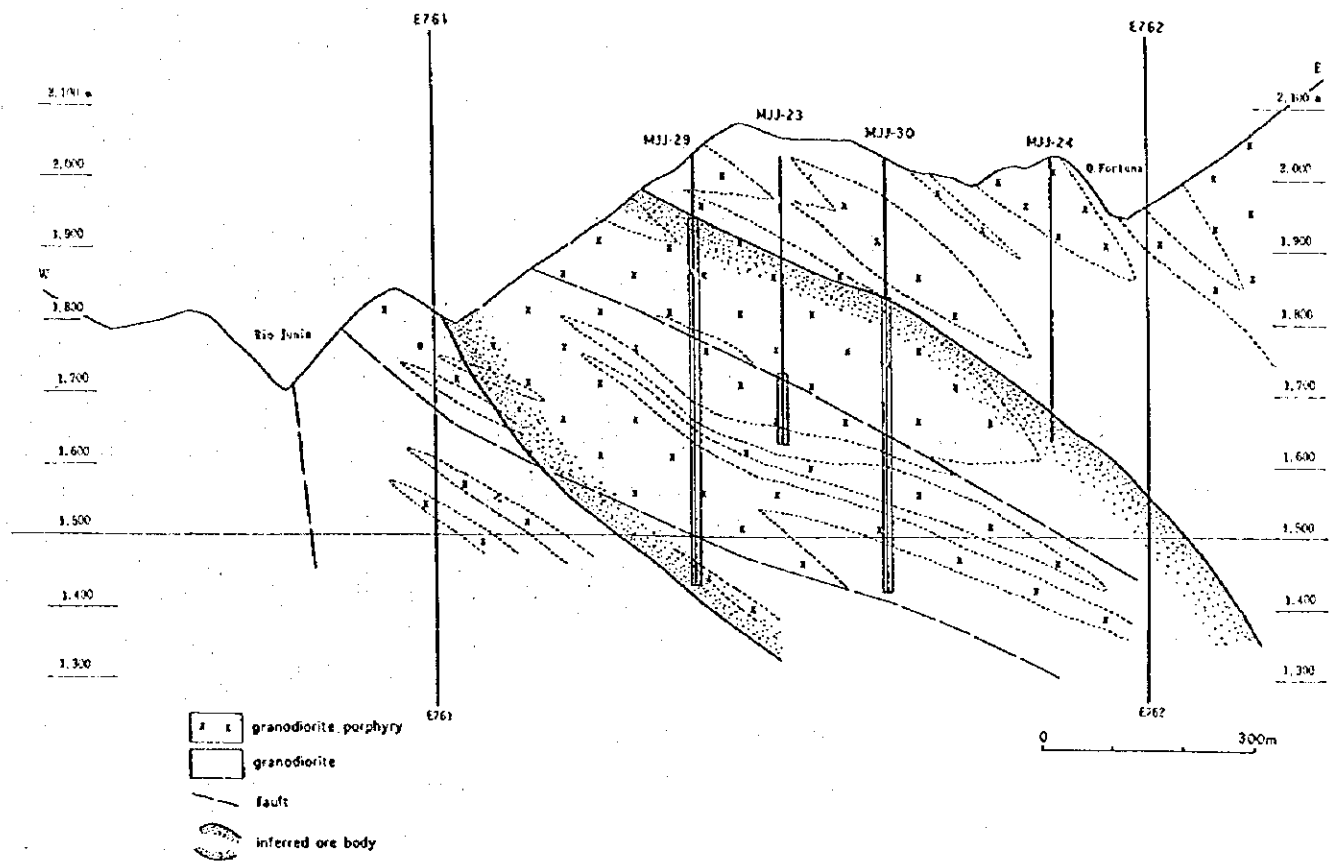 E761
E762
E
2,100 m
2,100 m
MJJ-23
MJJ-29
MJJ-30
MJJ-24
Q. Fortuna
2,000
2,000
1,900
1,900
W
1,800
1,800
Rio Junin
1,700
1,700
1,600
1,600
1,500
1,500
1,400
1,400
1,300
1,300
E761
E762
x x granodiorite porphyry
0 300m
granodiorite
fault
inferred ore body